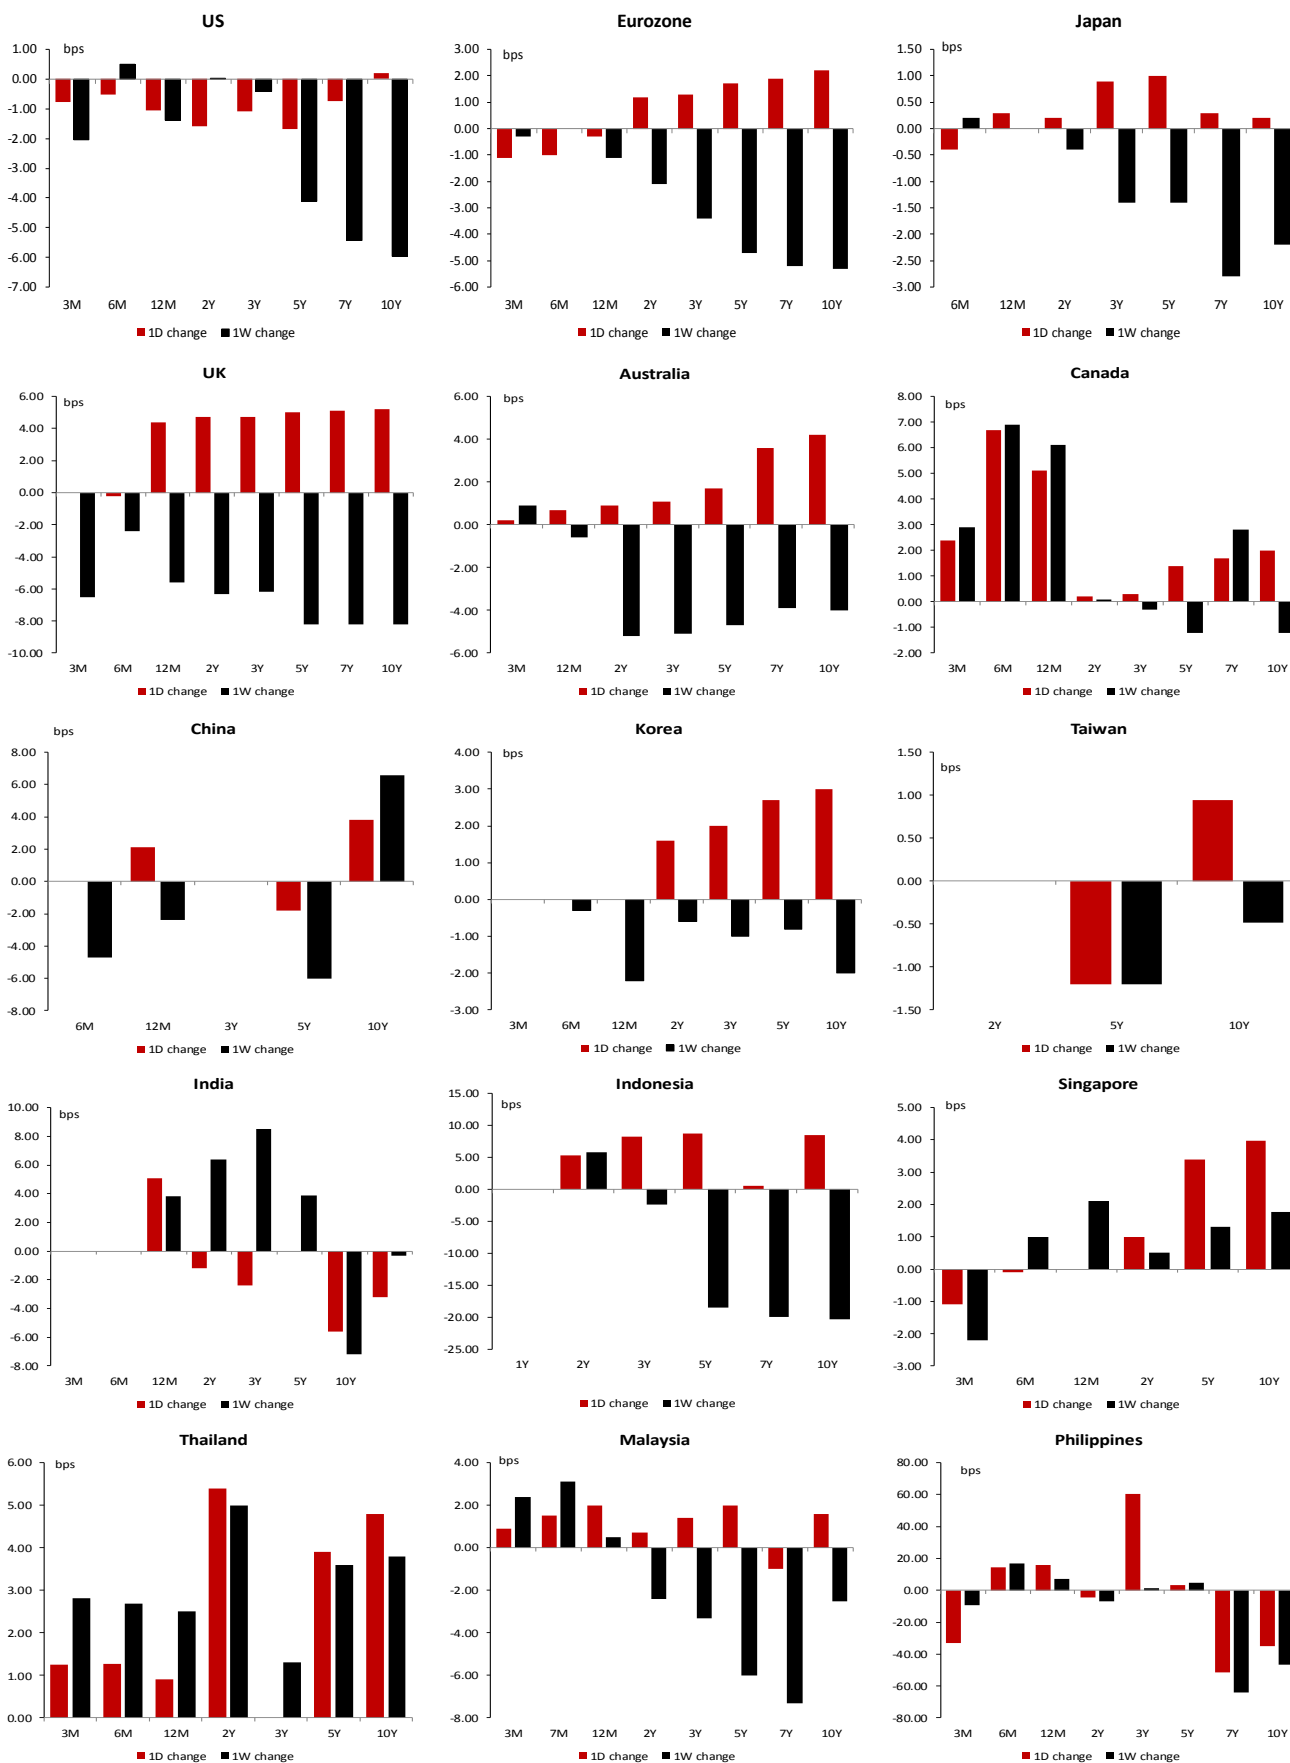 US
bps
1.00
0.00
-1.00
-2.00
-3.00
-4.00
-5.00
-6.00
-7.00
3M 6M 12M 2Y 3Y 5Y 7Y 10Y
1D change 1W change
Eurozone
bps
3.00
2.00
1.00
0.00
-1.00
-2.00
-3.00
-4.00
-5.00
-6.00
3M 6M 12M 2Y 3Y 5Y 7Y 10Y
1D change 1W change
Japan
bps
1.50
1.00
0.50
0.00
-0.50
-1.00
-1.50
-2.00
-2.50
-3.00
6M 12M 2Y 3Y 5Y 7Y 10Y
1D change 1W change
UK
bps
6.00
4.00
2.00
0.00
-2.00
-4.00
-6.00
-8.00
-10.00
3M 6M 12M 2Y 3Y 5Y 7Y 10Y
1D change 1W change
Australia
bps
6.00
4.00
2.00
0.00
-2.00
-4.00
-6.00
3M 12M 2Y 3Y 5Y 7Y 10Y
1D change 1W change
Canada
bps
8.00
7.00
6.00
5.00
4.00
3.00
2.00
1.00
0.00
-1.00
-2.00
3M 6M 12M 2Y 3Y 5Y 7Y 10Y
1D change 1W change
China
bps
8.00
6.00
4.00
2.00
0.00
-2.00
-4.00
-6.00
-8.00
6M 12M 3Y 5Y 10Y
1D change 1W change
Korea
bps
4.00
3.00
2.00
1.00
0.00
-1.00
-2.00
-3.00
3M 6M 12M 2Y 3Y 5Y 10Y
1D change 1W change
Taiwan
bps
1.50
1.00
0.50
0.00
-0.50
-1.00
-1.50
2Y 5Y 10Y
1D change 1W change
India
bps
10.00
8.00
6.00
4.00
2.00
0.00
-2.00
-4.00
-6.00
-8.00
3M 6M 12M 2Y 3Y 5Y 10Y
1D change 1W change
Indonesia
bps
15.00
10.00
5.00
0.00
-5.00
-10.00
-15.00
-20.00
-25.00
1Y 2Y 3Y 5Y 7Y 10Y
1D change 1W change
Singapore
bps
5.00
4.00
3.00
2.00
1.00
0.00
-1.00
-2.00
-3.00
3M 6M 12M 2Y 5Y 10Y
1D change 1W change
Thailand
bps
6.00
5.00
4.00
3.00
2.00
1.00
0.00
3M 6M 12M 2Y 3Y 5Y 10Y
1D change 1W change
Malaysia
bps
4.00
2.00
0.00
-2.00
-4.00
-6.00
-8.00
3M 7M 12M 2Y 3Y 5Y 7Y 10Y
1D change 1W change
Philippines
bps
80.00
60.00
40.00
20.00
0.00
-20.00
-40.00
-60.00
-80.00
3M 6M 12M 2Y 3Y 5Y 7Y 10Y
1D change 1W change